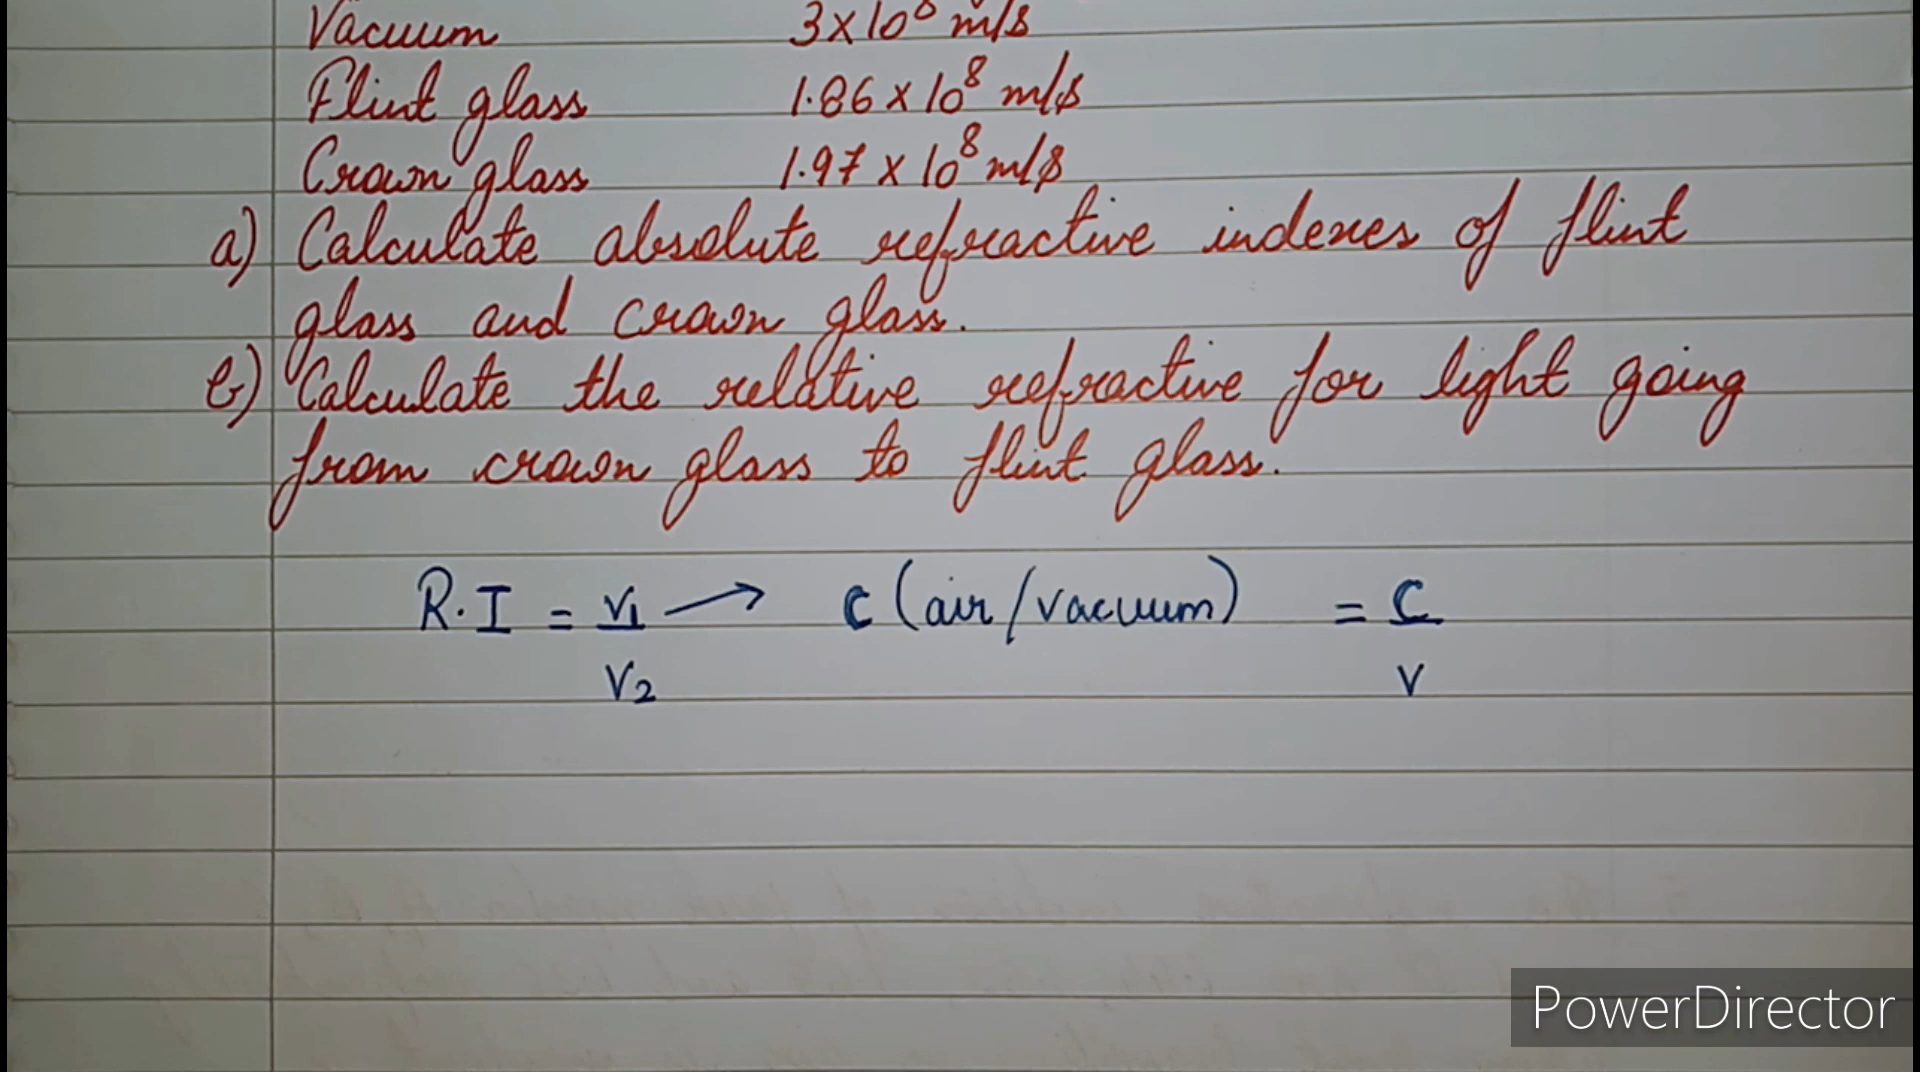 Vacuum 3x10⁸ m/s
Flint glass 1.86 x 10⁸ m/s
Crown glass 1.97 x 10⁸ m/s
a) Calculate absolute refractive indexes of flint
glass and crown glass.
b) Calculate the relative refractive for light going
from crown glass to flint glass.
R.I = V1/V2 → C (air/vacuum) = C/V
PowerDirector